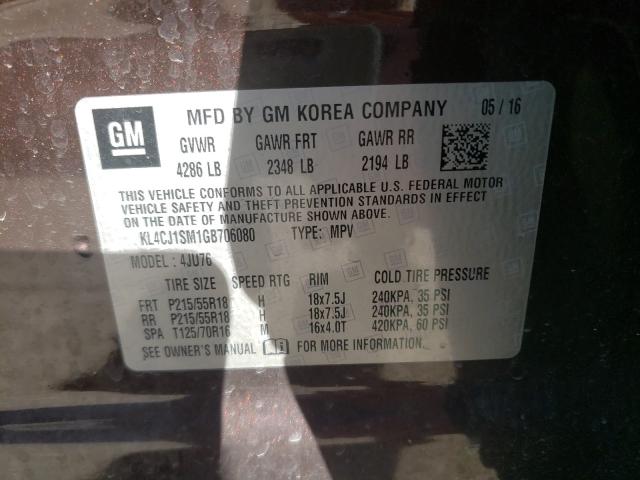 GM
MFD BY GM KOREA COMPANY 05 / 16
GVWR GAWR FRT GAWR RR
4286 LB 2348 LB 2194 LB
THIS VEHICLE CONFORMS TO ALL APPLICABLE U.S. FEDERAL MOTOR
VEHICLE SAFETY AND THEFT PREVENTION STANDARDS IN EFFECT
ON THE DATE OF MANUFACTURE SHOWN ABOVE.
KL4CJ1SM1GB706080 TYPE: MPV
MODEL : 4JU76
TIRE SIZE SPEED RTG RIM COLD TIRE PRESSURE
FRT P215/55R18 H 18x7.5J 240KPA, 35 PSI
RR P215/55R18 H 18x7.5J 240KPA, 35 PSI
SPA T125/70R16 M 16x4.0T 420KPA, 60 PSI
SEE OWNER'S MANUAL FOR MORE INFORMATION.